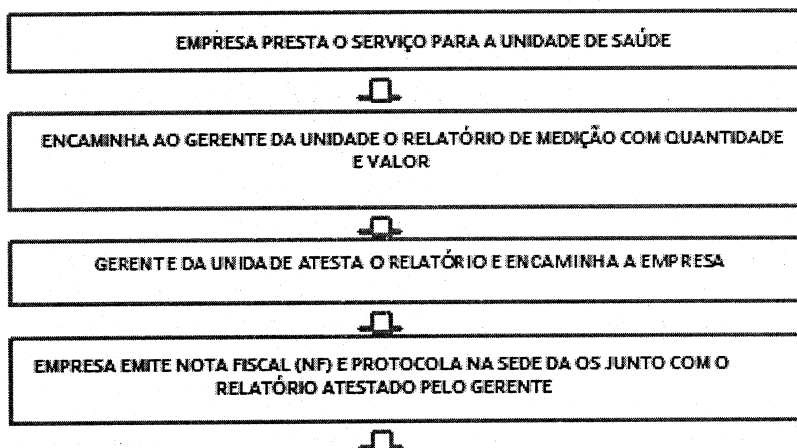 EMPRESA PRESTA O SERVIÇO PARA A UNIDADE DE SAÚDE
ENCAMINHA AO GERENTE DA UNIDADE O RELATÓRIO DE MEDIÇÃO COM QUANTIDADE
E VALOR
GERENTE DA UNIDADE ATESTA O RELATÓRIO E ENCAMINHA A EMPRESA
EMPRESA EMITE NOTA FISCAL (NF) E PROTOCOLA NA SEDE DA OS JUNTO COM O
RELATÓRIO ATESTADO PELO GERENTE